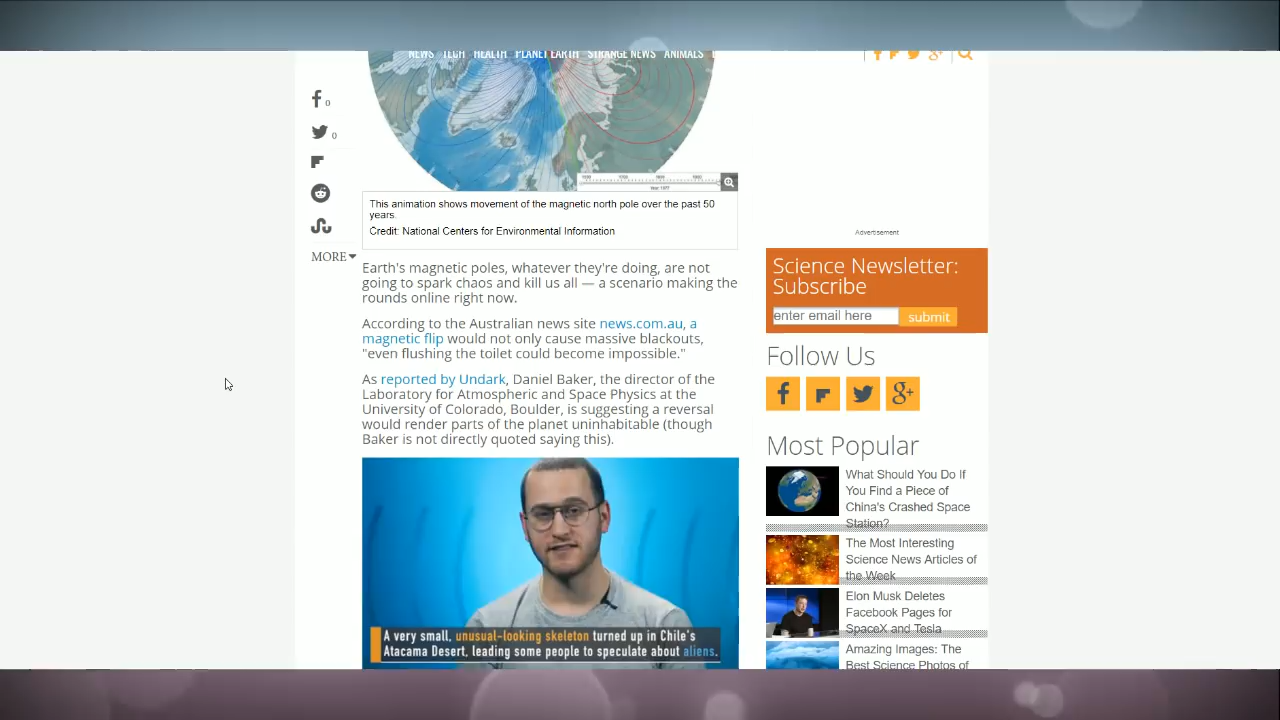 NEWS TECH HEALTH PLANET EARTH STRANGE NEWS ANIMALS
0
0
MORE
This animation shows movement of the magnetic north pole over the past 50
years.
Credit: National Centers for Environmental Information
Earth's magnetic poles, whatever they're doing, are not
going to spark chaos and kill us all — a scenario making the
rounds online right now.
According to the Australian news site news.com.au, a
magnetic flip would not only cause massive blackouts,
"even flushing the toilet could become impossible."
As reported by Undark, Daniel Baker, the director of the
Laboratory for Atmospheric and Space Physics at the
University of Colorado, Boulder, is suggesting a reversal
would render parts of the planet uninhabitable (though
Baker is not directly quoted saying this).
A very small, unusual-looking skeleton turned up in Chile's
Atacama Desert, leading some people to speculate about aliens.
Advertisement
Science Newsletter:
Subscribe
enter email here submit
Follow Us
Most Popular
What Should You Do If
You Find a Piece of
China's Crashed Space
Station?
The Most Interesting
Science News Articles of
the Week
Elon Musk Deletes
Facebook Pages for
SpaceX and Tesla
Amazing Images: The
Best Science Photos of